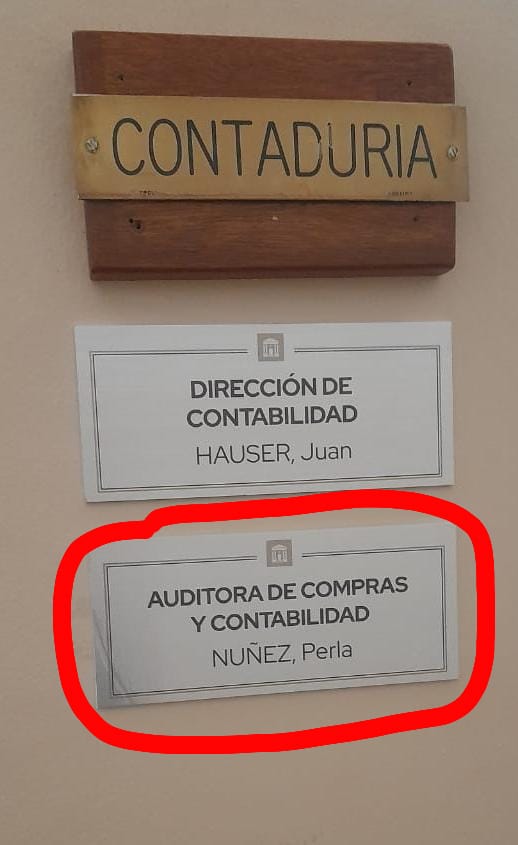 CONTADURIA
DIRECCIÓN DE
CONTABILIDAD
HAUSER, Juan
AUDITORA DE COMPRAS
Y CONTABILIDAD
NUÑEZ, Perla